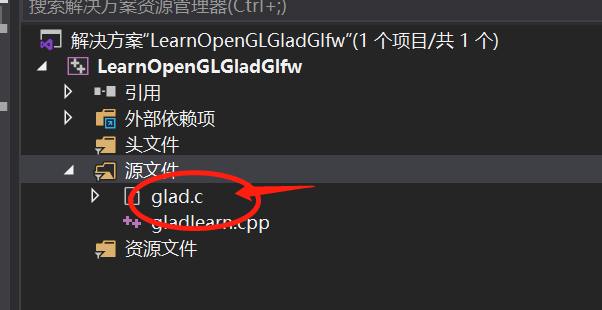 搜索解决方案资源管理器(Ctrl+;)
解决方案“LearnOpenGLGladGlfw”(1 个项目/共 1 个)
LearnOpenGLGladGlfw
引用
外部依赖项
头文件
源文件
glad.c
gladlearn.cpp
资源文件